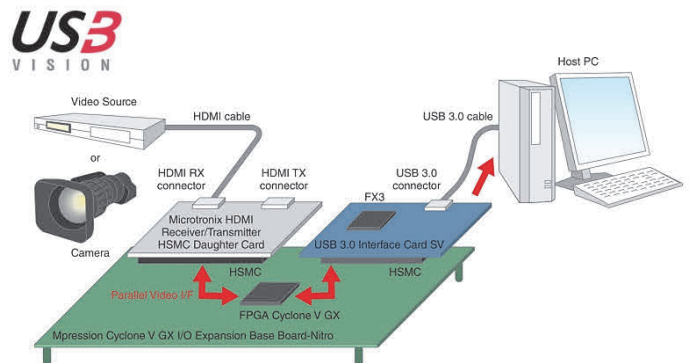 USB3
VISION
Host PC
Video Source
HDMI cable
USB 3.0 cable
or
HDMI RX
connector
HDMI TX
connector
USB 3.0
connector
FX3
Microtronix HDMI
Receiver/Transmitter
HSMC Daughter Card
USB 3.0 Interface Card SV
Camera
HSMC
HSMC
Parallel Video I/F
FPGA Cyclone V GX
Mpression Cyclone V GX I/O Expansion Base Board-Nitro